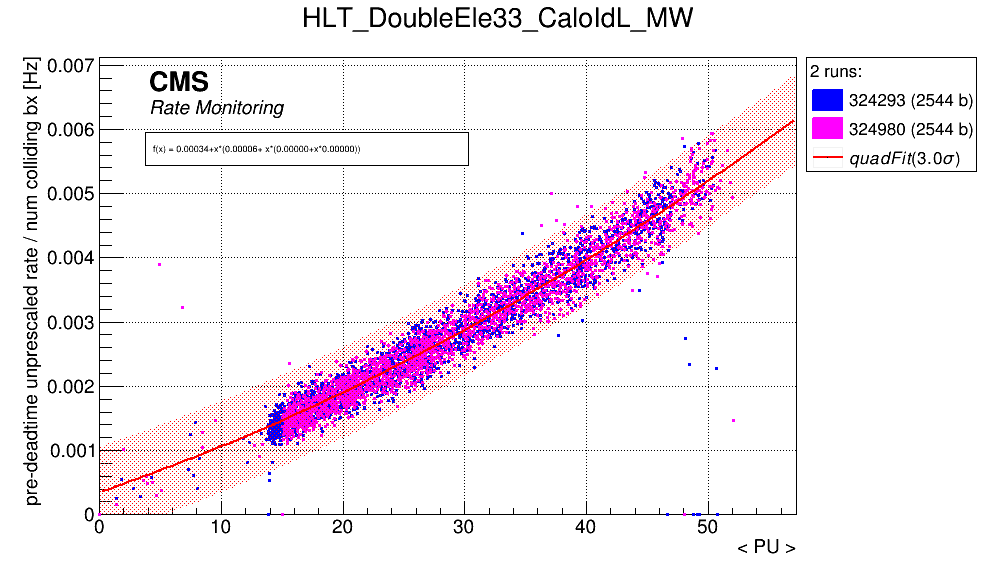 HLT_DoubleEle33_CaloIdL_MW
pre-deadtime unprescaled rate / num colliding bx [Hz]
0.007
0.006
0.005
0.004
0.003
0.002
0.001
0
CMS
Rate Monitoring
f(x) = 0.00034+x*(0.00006+ x*(0.00000+x*0.00000))
2 runs:
324293 (2544 b)
324980 (2544 b)
quadFit(3.0σ)
0 10 20 30 40 50
< PU >